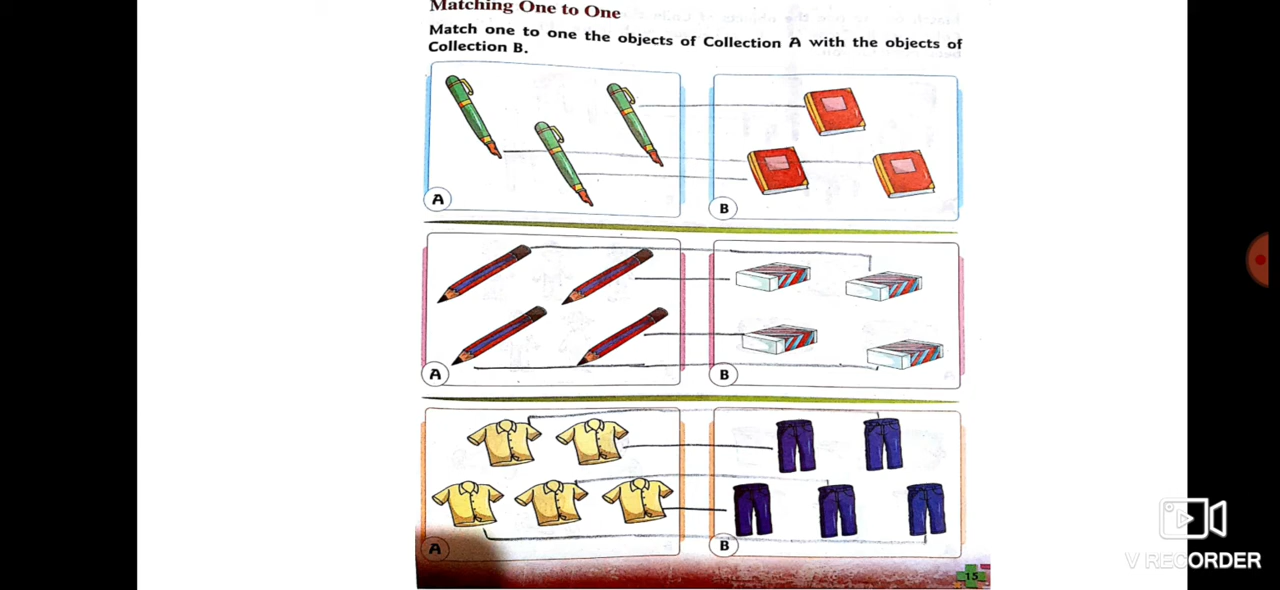 Matching One to One
Match one to one the objects of Collection A with the objects of
Collection B.
A
B
A
B
A
B
15
V RECORDER